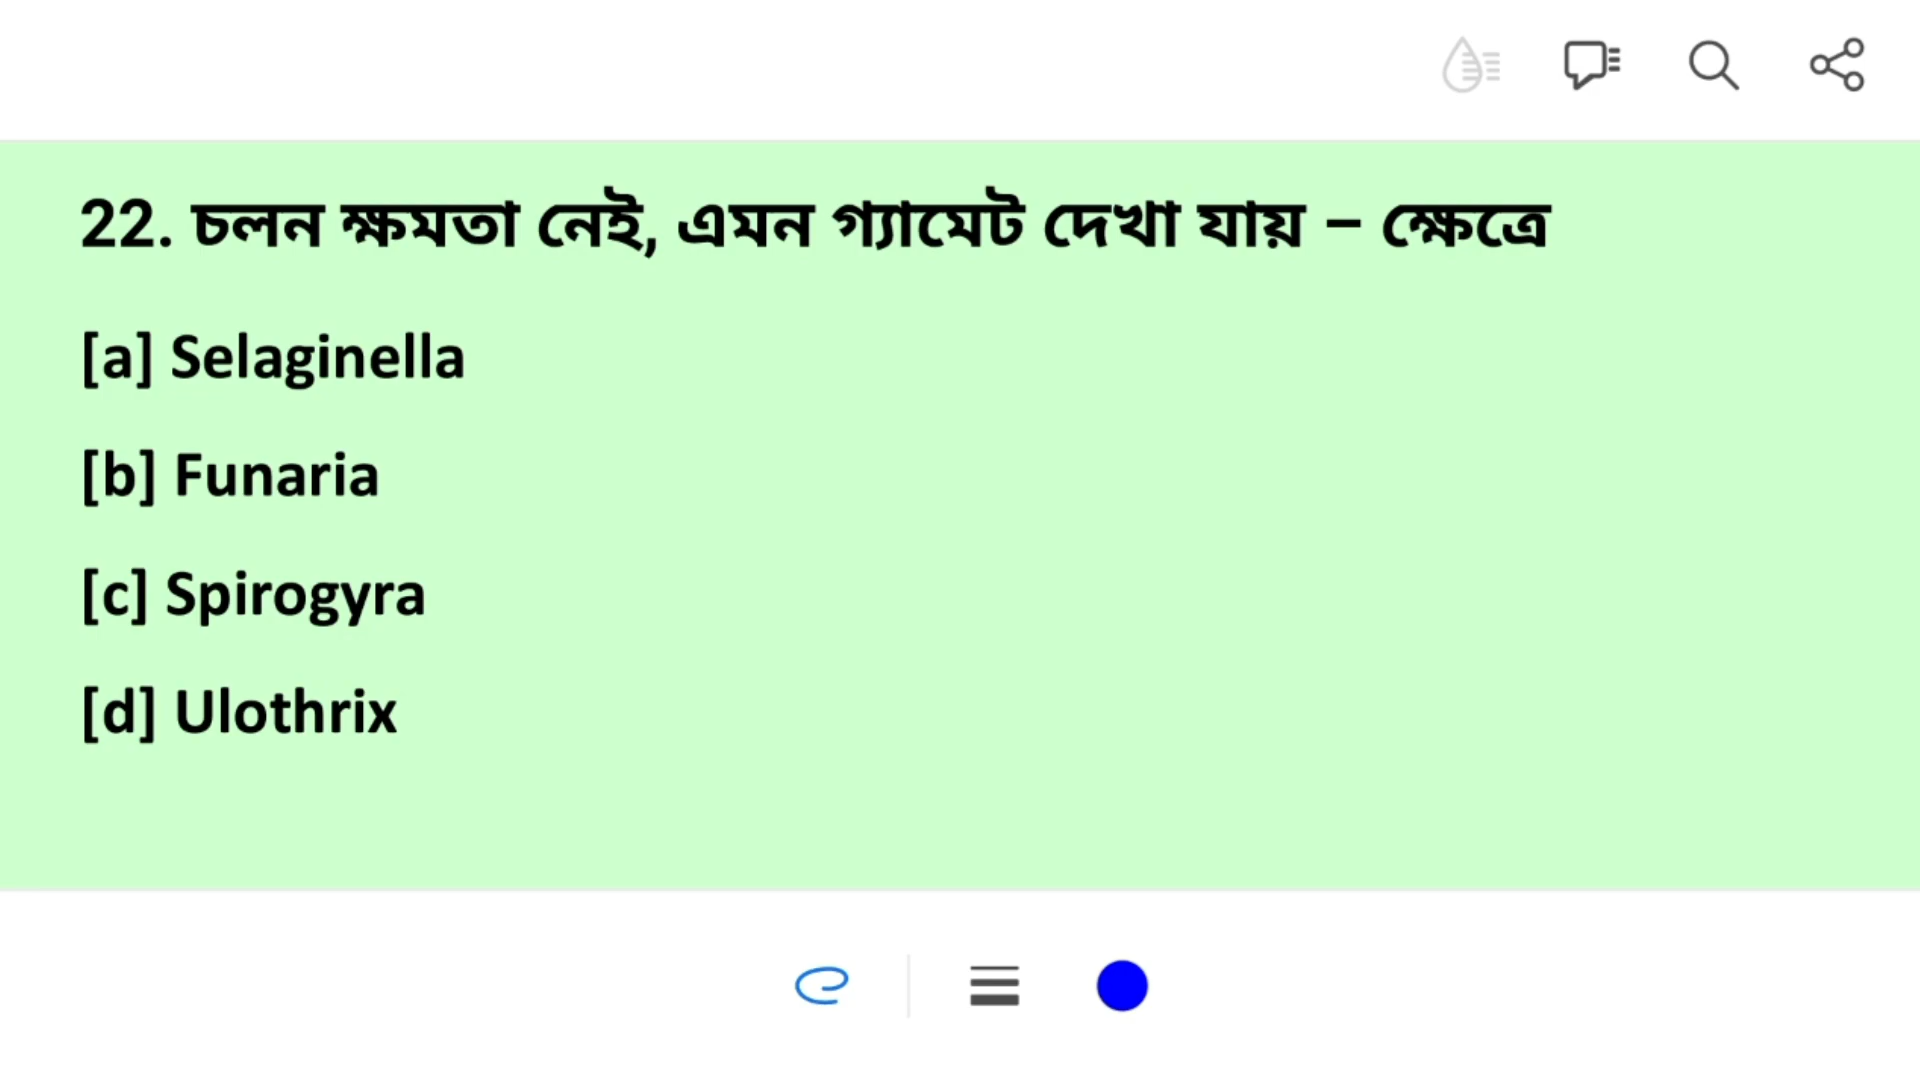 22. চলন ক্ষমতা নেই, এমন গ্যামেট দেখা যায় – ক্ষেত্রে
[a] Selaginella
[b] Funaria
[c] Spirogyra
[d] Ulothrix